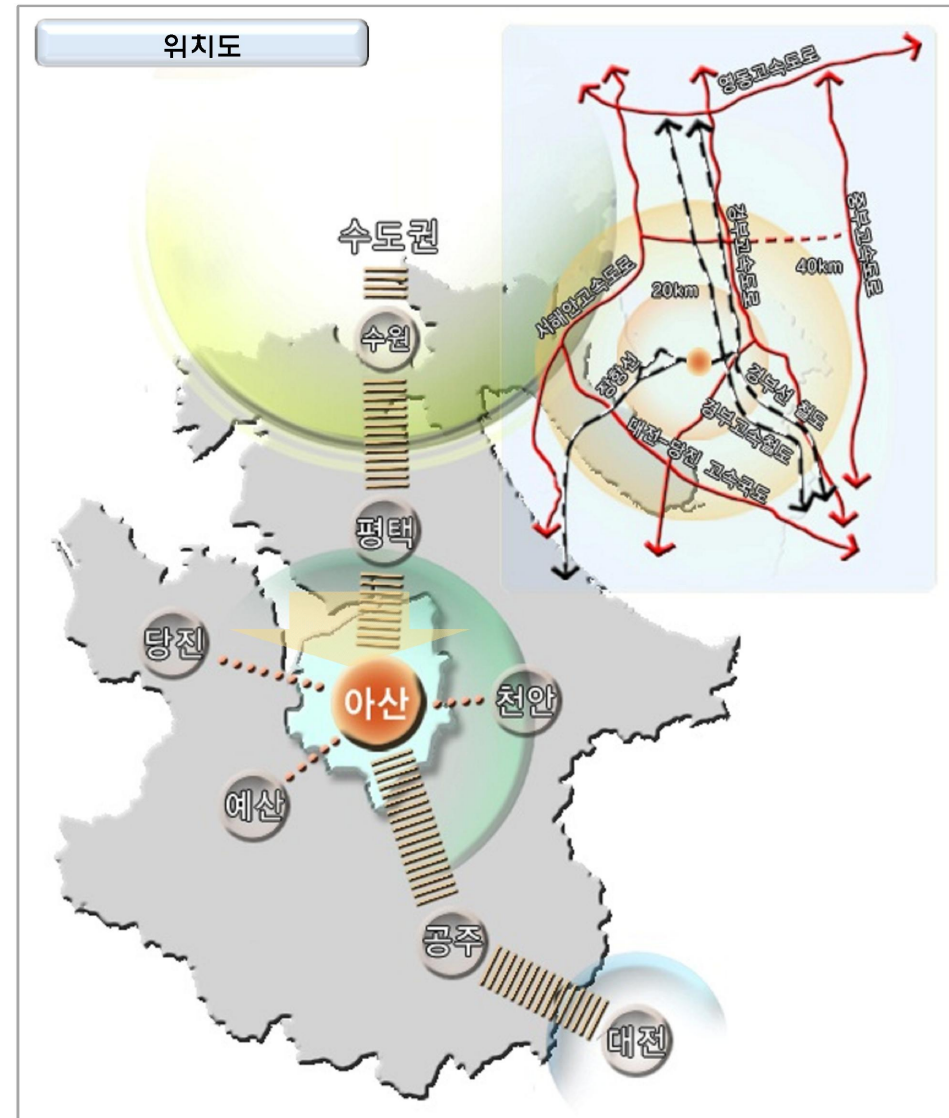 위치도
영동고속도로
중부고속도로
경부고속도로
40km
20km
서해안고속도로
장항선
경부선 철도
경부고속철도
대전-당진 고속국도
수도권
수원
평택
당진
아산
천안
예산
공주
대전